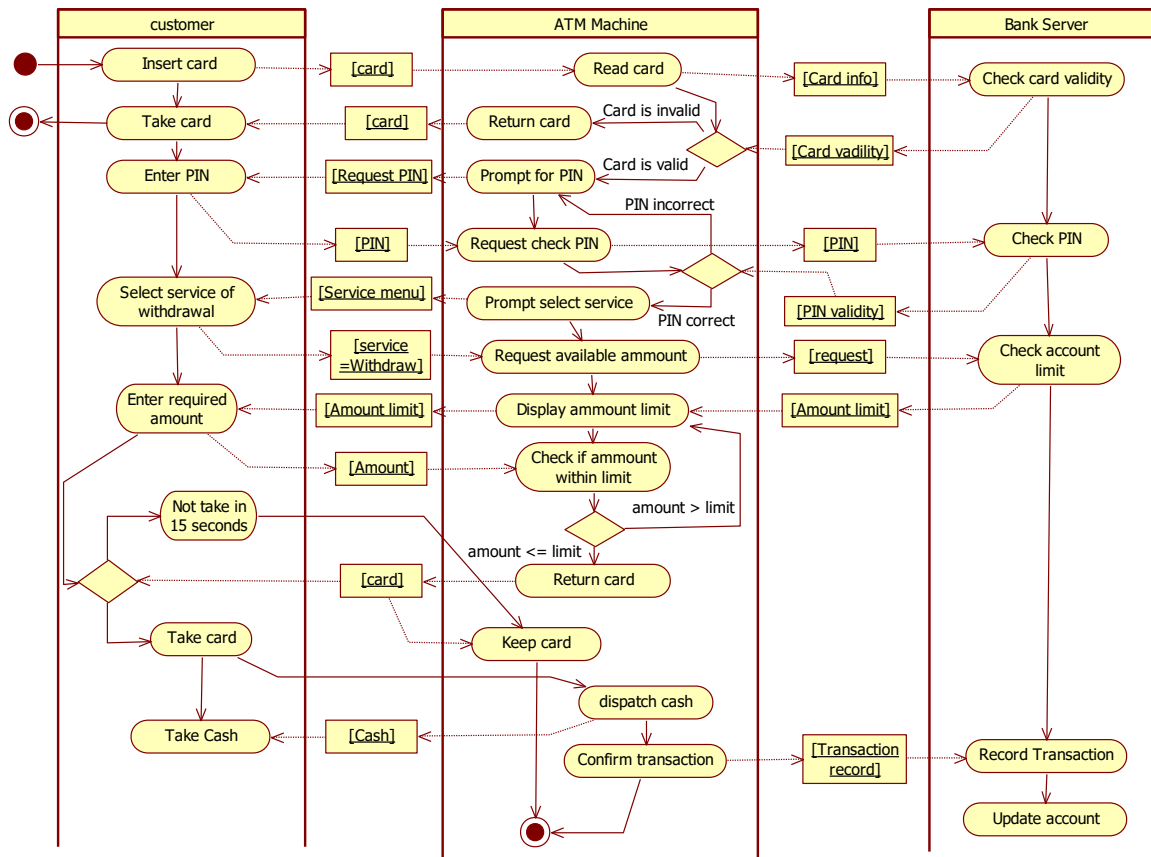 customer
ATM Machine
Bank Server
Insert card
[card]
Read card
[Card info]
Check card validity
Card is invalid
Take card
[card]
Return card
[Card vadility]
Card is valid
Enter PIN
[Request PIN]
Prompt for PIN
PIN incorrect
[PIN]
Request check PIN
[PIN]
Check PIN
Select service of
withdrawal
[Service menu]
Prompt select service
[PIN validity]
PIN correct
[service
=Withdraw]
Request available ammount
[request]
Check account
limit
Enter required
amount
[Amount limit]
Display ammount limit
[Amount limit]
[Amount]
Check if ammount
within limit
amount > limit
Not take in
15 seconds
amount <= limit
[card]
Return card
Take card
Keep card
dispatch cash
Take Cash
[Cash]
Confirm transaction
[Transaction
record]
Record Transaction
Update account